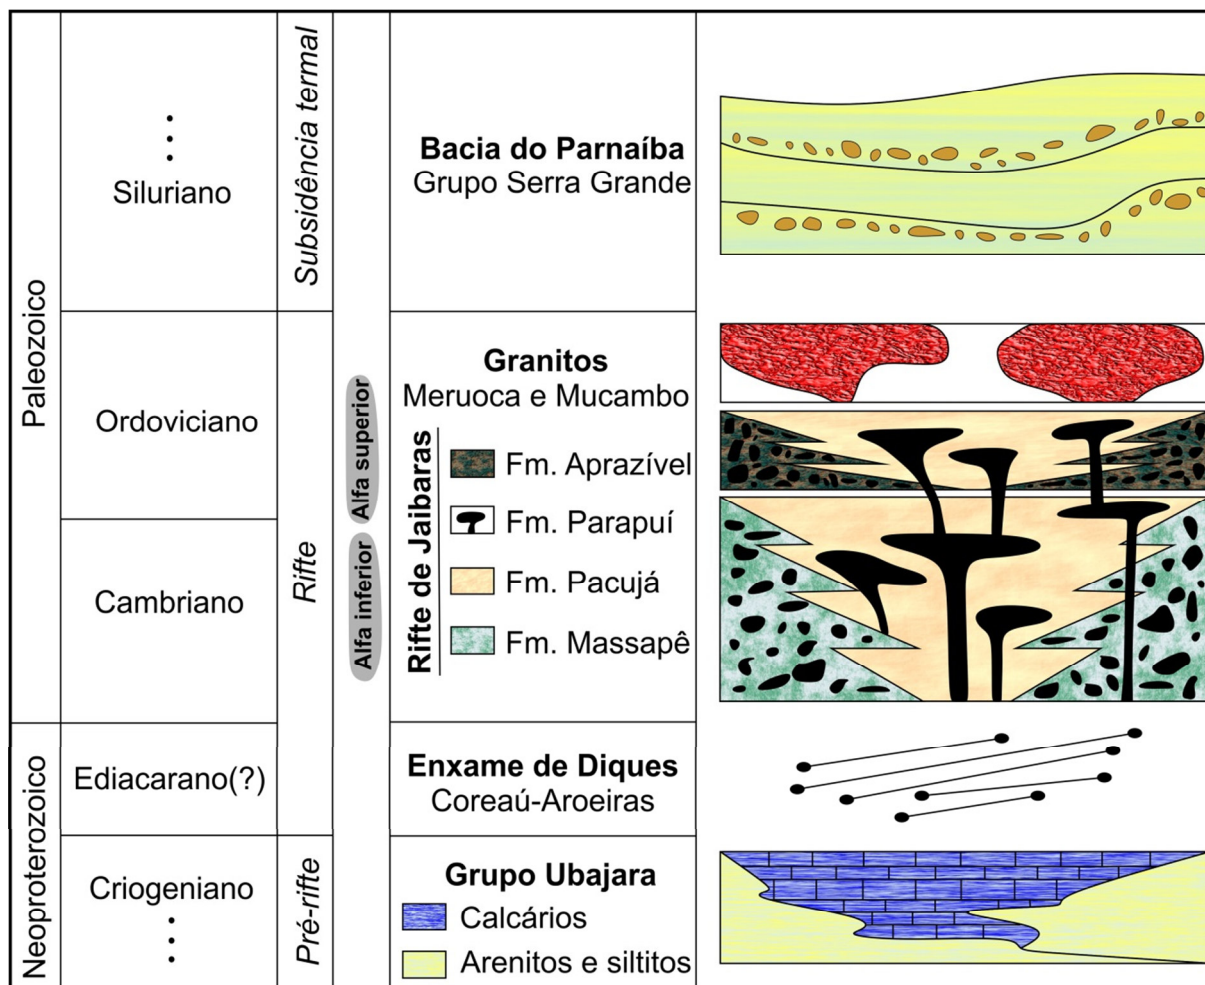 Paleozoico
Neoproterozoico
Siluriano
Ordoviciano
Cambriano
Ediacarano(?)
Criogeniano
Subsidência termal
Rifte
Pré-rifte
Alfa superior
Alfa inferior
Bacia do Parnaíba
Grupo Serra Grande
Granitos
Meruoca e Mucambo
Rifte de Jaibaras
Fm. Aprazível
Fm. Parapuí
Fm. Pacujá
Fm. Massapê
Enxame de Diques
Coreaú-Aroeiras
Grupo Ubajara
Calcários
Arenitos e siltitos